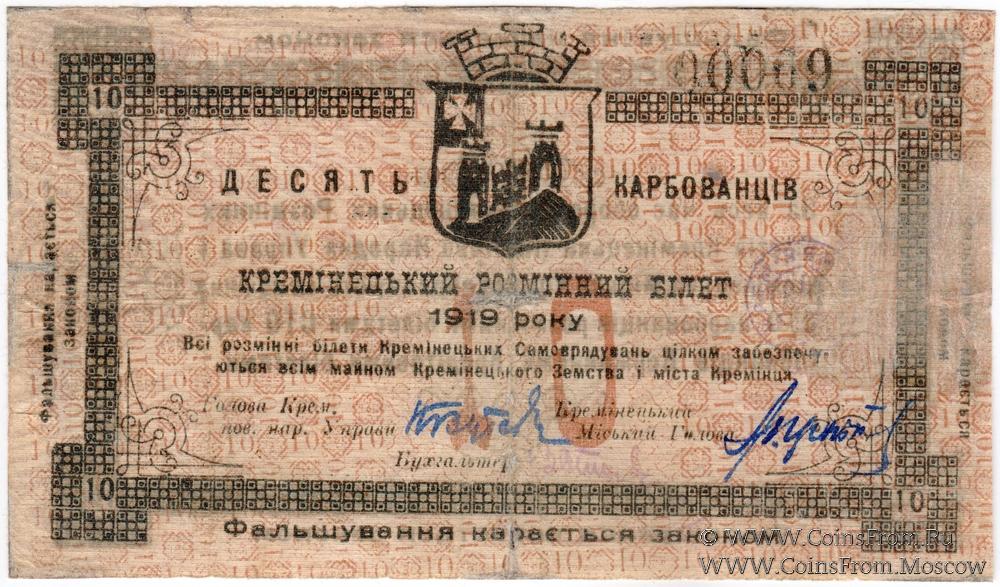 00009
10 10
ДЕСЯТЬ КАРБОВАНЦІВ
КРЕМІНЕЦЬКИЙ РОЗМІННИЙ БІЛЕТ
10
1919 року
Всі розмінні білети Кремінецьких Самоврядувань цілком забезпечу-
ються всім майном Кремінецького Земства і міста Кремінця.
Голова Крем,
пов. нар. Управи
Кремінецький
Міський Голова
Бухгальтер
10 10
Фальшування карається законом
Фальшування карається
Законом
© WWW.CoinsFrom.Ru
WWW.CoinsFrom.Moscow